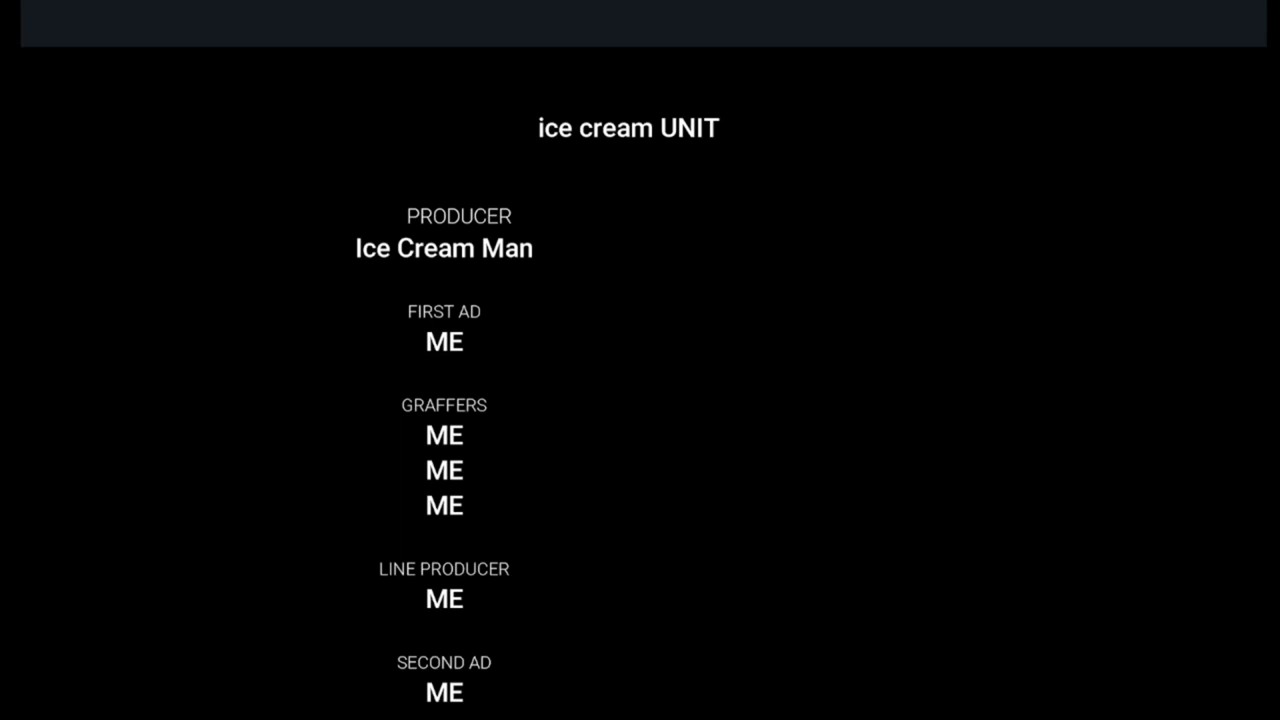 ice cream UNIT
PRODUCER
Ice Cream Man
FIRST AD
ME
GRAFFERS
ME
ME
ME
LINE PRODUCER
ME
SECOND AD
ME